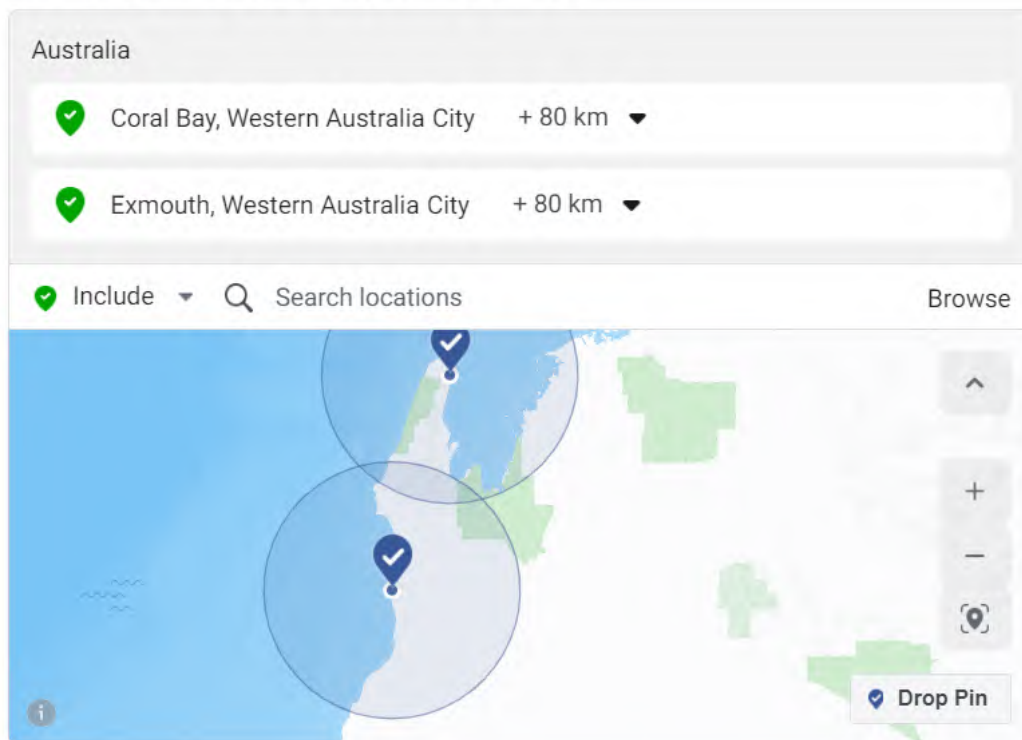 Australia
Coral Bay, Western Australia City + 80 km
Exmouth, Western Australia City + 80 km
Include Search locations Browse
Drop Pin